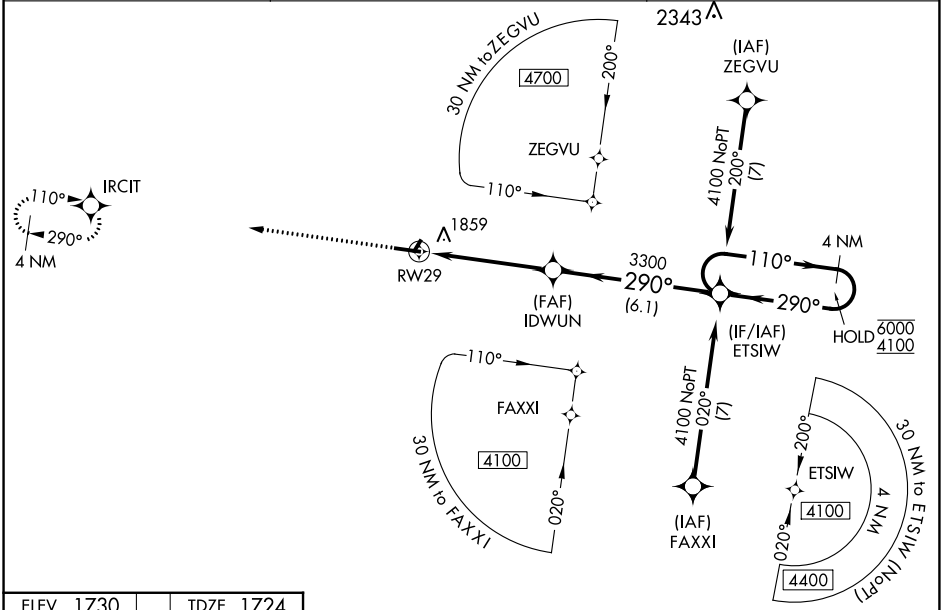 2343
(IAF)
ZEGVU
30 NM to ZEGVU
4700
200°
ZEGVU
110°
4100 NoPT
200°
(7)
IRCIT
110°
290°
4 NM
1859
RW29
(FAF)
IDWUN
3300
290°
(6.1)
110°
4 NM
290°
(IF/IAF)
ETSIW
HOLD
6000
4100
110°
FAXXI
4100
020°
30 NM to FAXXI
4100 NoPT
020°
(7)
(IAF)
FAXXI
200°
ETSIW
4100
020°
4 NM
4400
30 NM to ETSIW (NoPT)
ELEV 1730
TDZE 1724